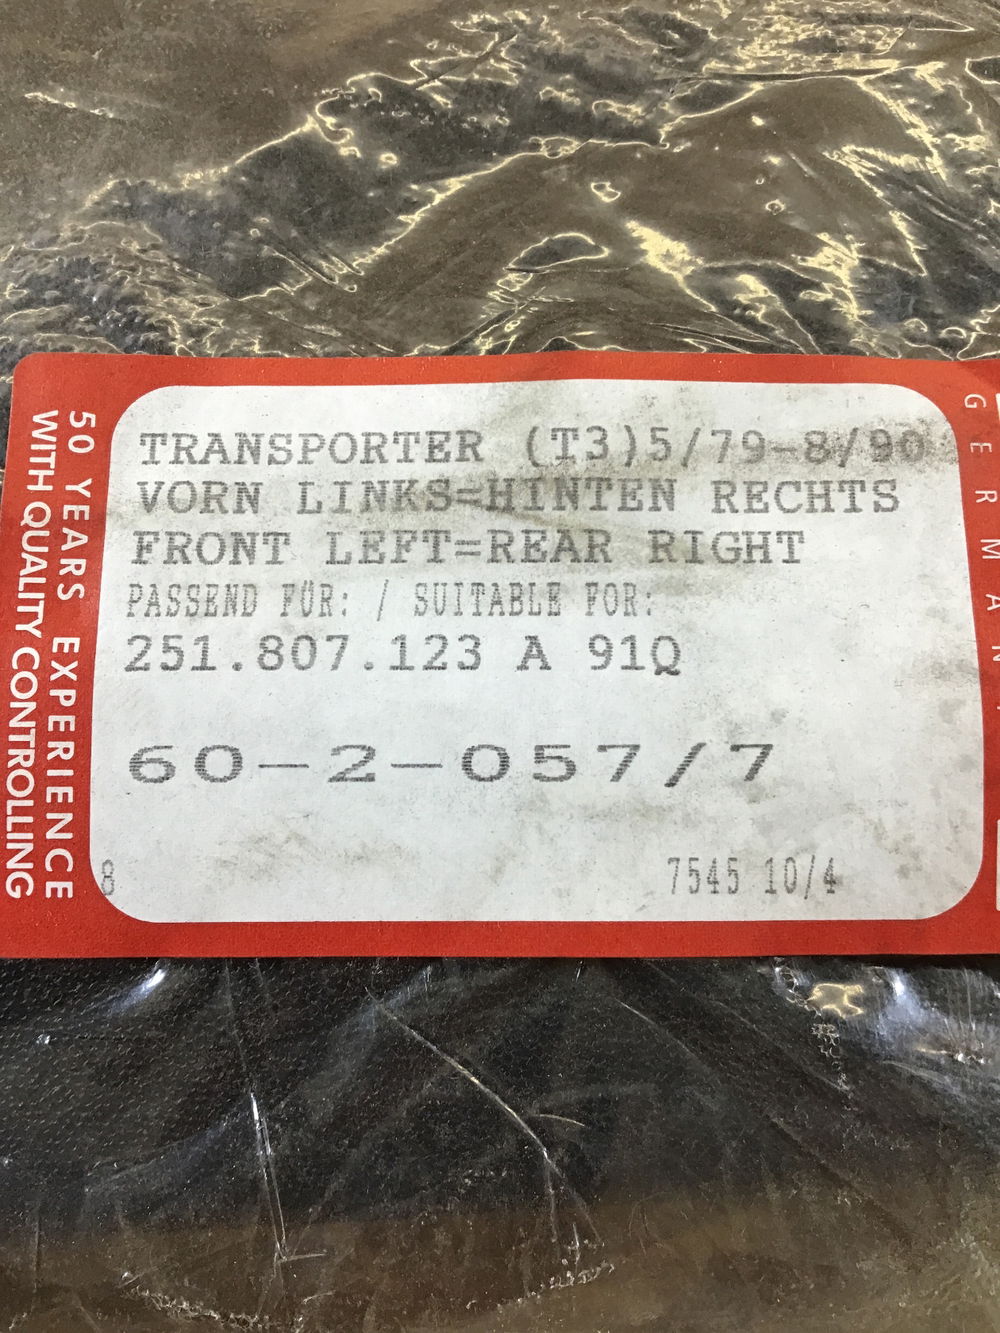 TRANSPORTER (T3)5/79-8/90
VORN LINKS=HINTEN RECHTS
FRONT LEFT=REAR RIGHT
PASSEND FÜR: / SUITABLE FOR:
251.807.123 A 91Q
60-2-057/7
8
7545 10/4
50 YEARS EXPERIENCE
WITH QUALITY CONTROLLING